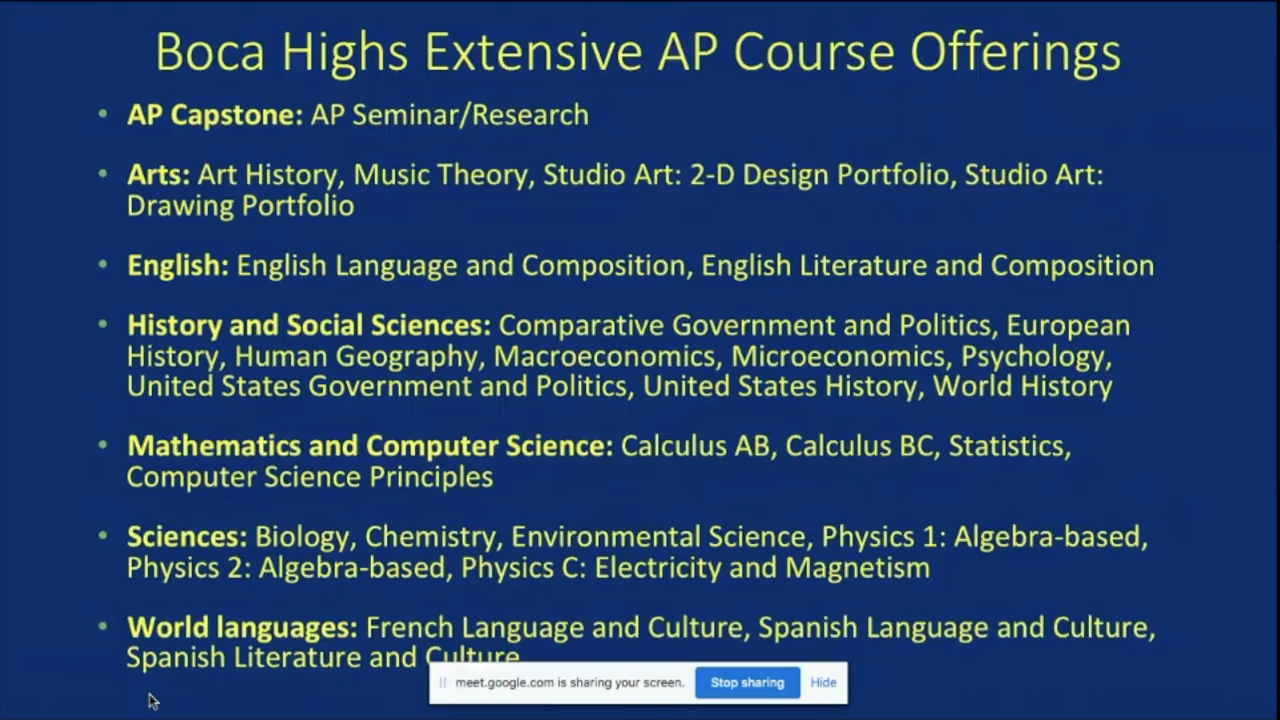 Boca Highs Extensive AP Course Offerings
• AP Capstone: AP Seminar/Research
• Arts: Art History, Music Theory, Studio Art: 2-D Design Portfolio, Studio Art:
Drawing Portfolio
• English: English Language and Composition, English Literature and Composition
• History and Social Sciences: Comparative Government and Politics, European
History, Human Geography, Macroeconomics, Microeconomics, Psychology,
United States Government and Politics, United States History, World History
• Mathematics and Computer Science: Calculus AB, Calculus BC, Statistics,
Computer Science Principles
• Sciences: Biology, Chemistry, Environmental Science, Physics 1: Algebra-based,
Physics 2: Algebra-based, Physics C: Electricity and Magnetism
• World languages: French Language and Culture, Spanish Language and Culture,
Spanish Literature and Culture
meet.google.com is sharing your screen. Stop sharing Hide